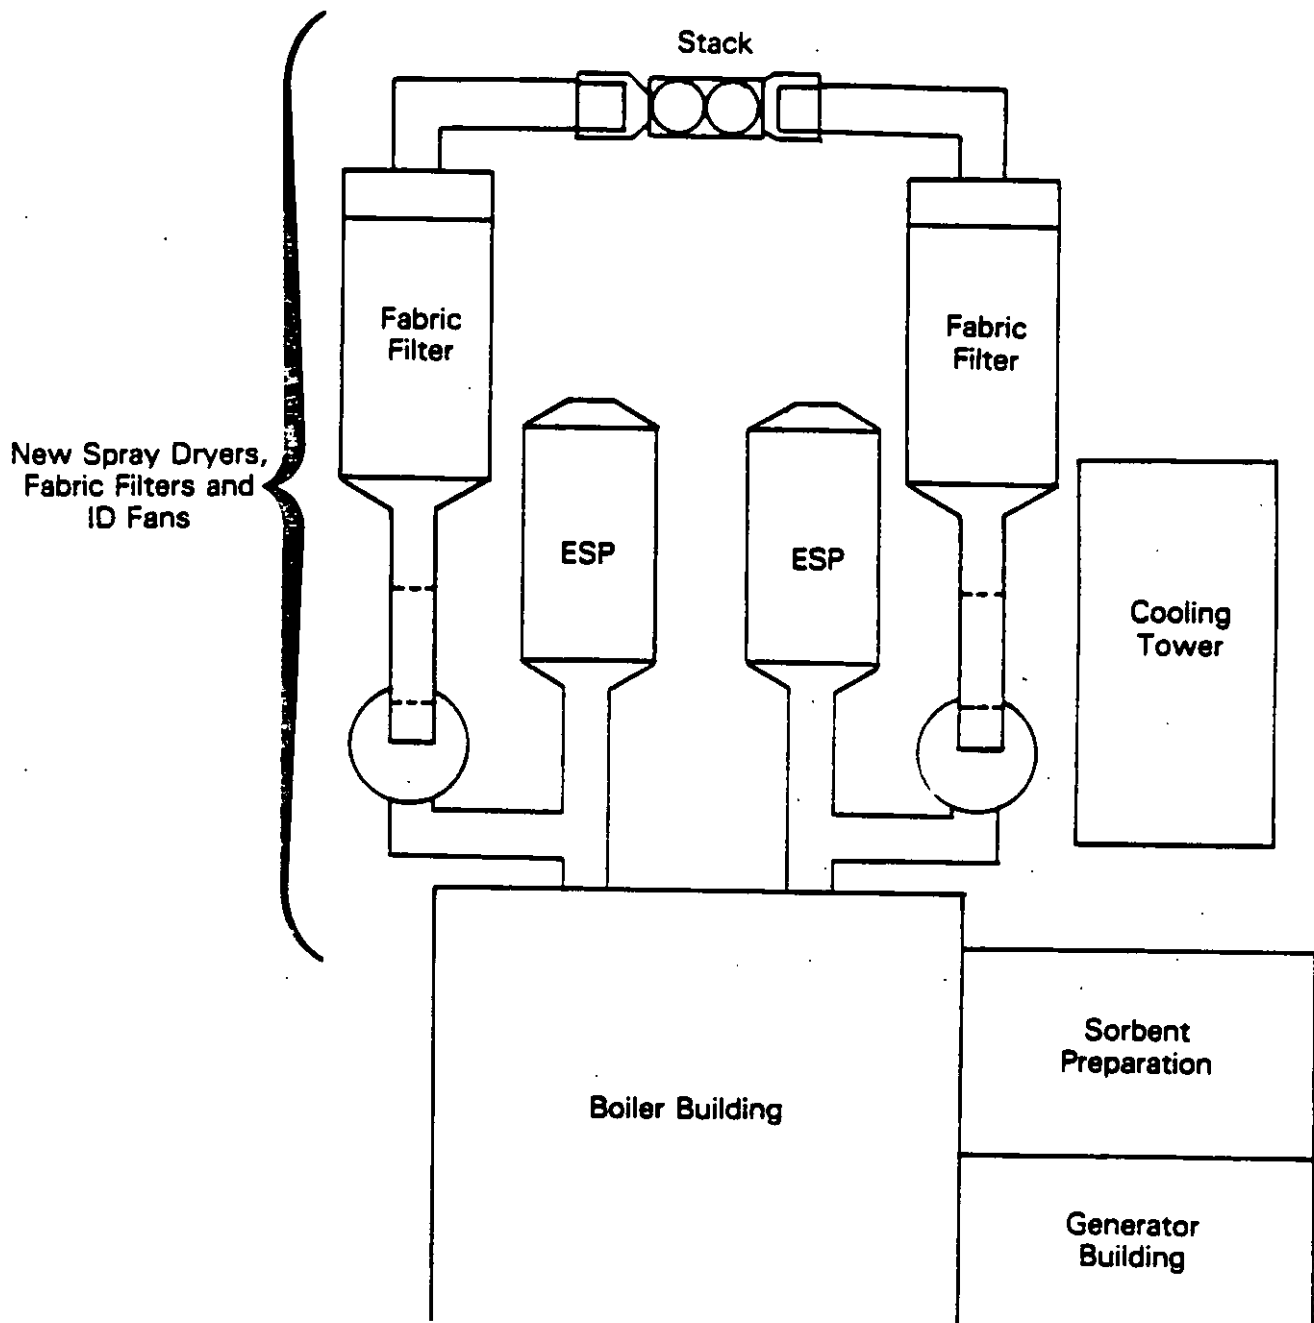 Stack
Fabric
Filter
Fabric
Filter
New Spray Dryers,
Fabric Filters and
ID Fans
ESP
ESP
Cooling
Tower
Sorbent
Preparation
Boiler Building
Generator
Building